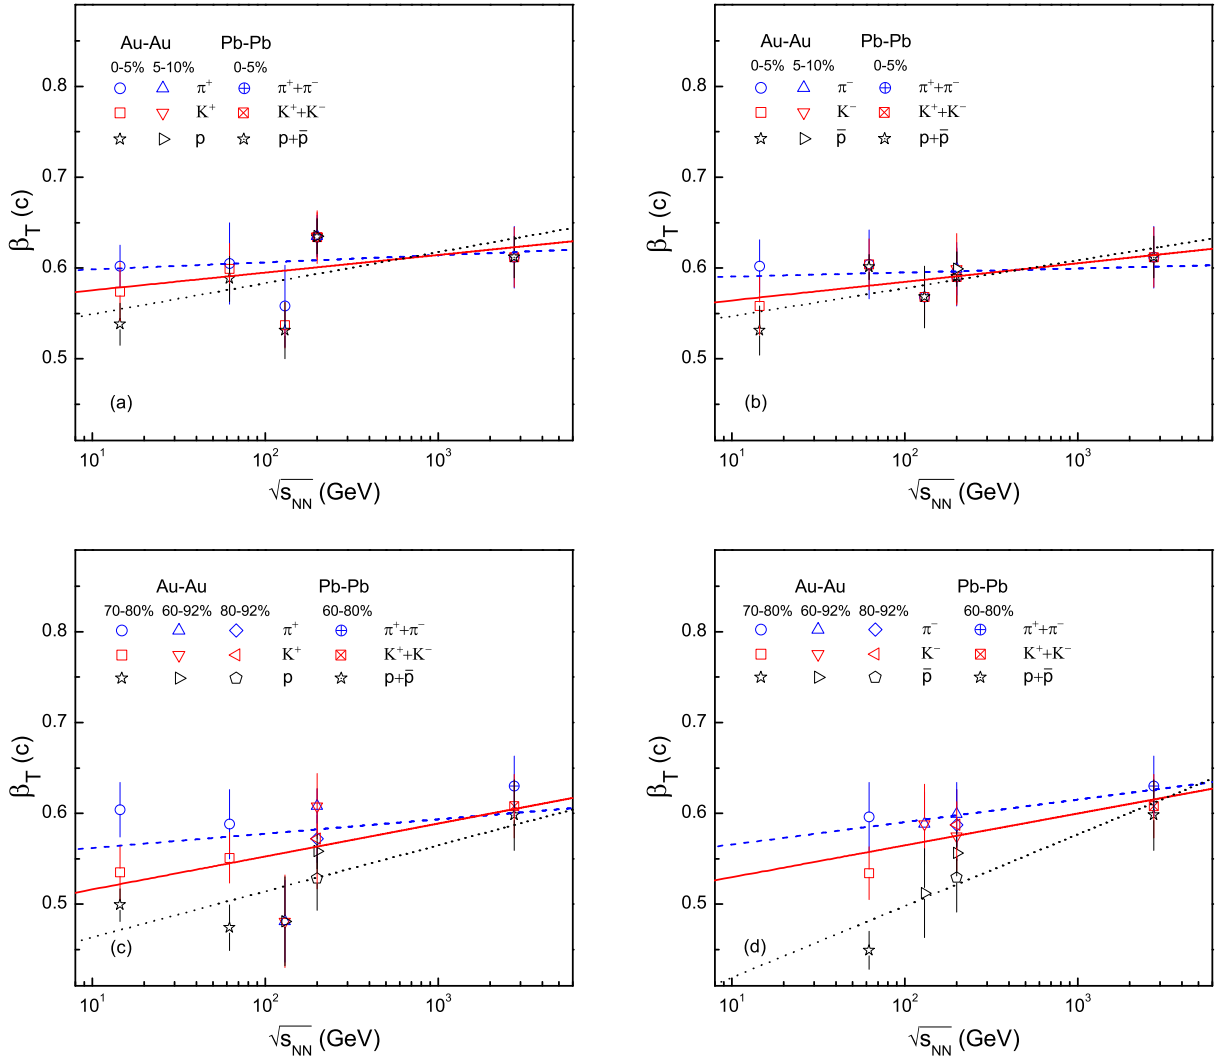 Au-Au Pb-Pb
0-5% 5-10% 0-5%
π⁺ π⁺+π⁻
K⁺ K⁺+K⁻
p p+p̄
0.8
0.7
0.6
0.5
β_T (c)
(a)
10¹ 10² 10³
√s_NN (GeV)
Au-Au Pb-Pb
0-5% 5-10% 0-5%
π⁻ π⁺+π⁻
K⁻ K⁺+K⁻
p̄ p+p̄
0.8
0.7
0.6
0.5
β_T (c)
(b)
10¹ 10² 10³
√s_NN (GeV)
Au-Au Pb-Pb
70-80% 60-92% 80-92% 60-80%
π⁺ π⁺+π⁻
K⁺ K⁺+K⁻
p p+p̄
0.8
0.7
0.6
0.5
β_T (c)
(c)
10¹ 10² 10³
√s_NN (GeV)
Au-Au Pb-Pb
70-80% 60-92% 80-92% 60-80%
π⁻ π⁺+π⁻
K⁻ K⁺+K⁻
p̄ p+p̄
0.8
0.7
0.6
0.5
β_T (c)
(d)
10¹ 10² 10³
√s_NN (GeV)